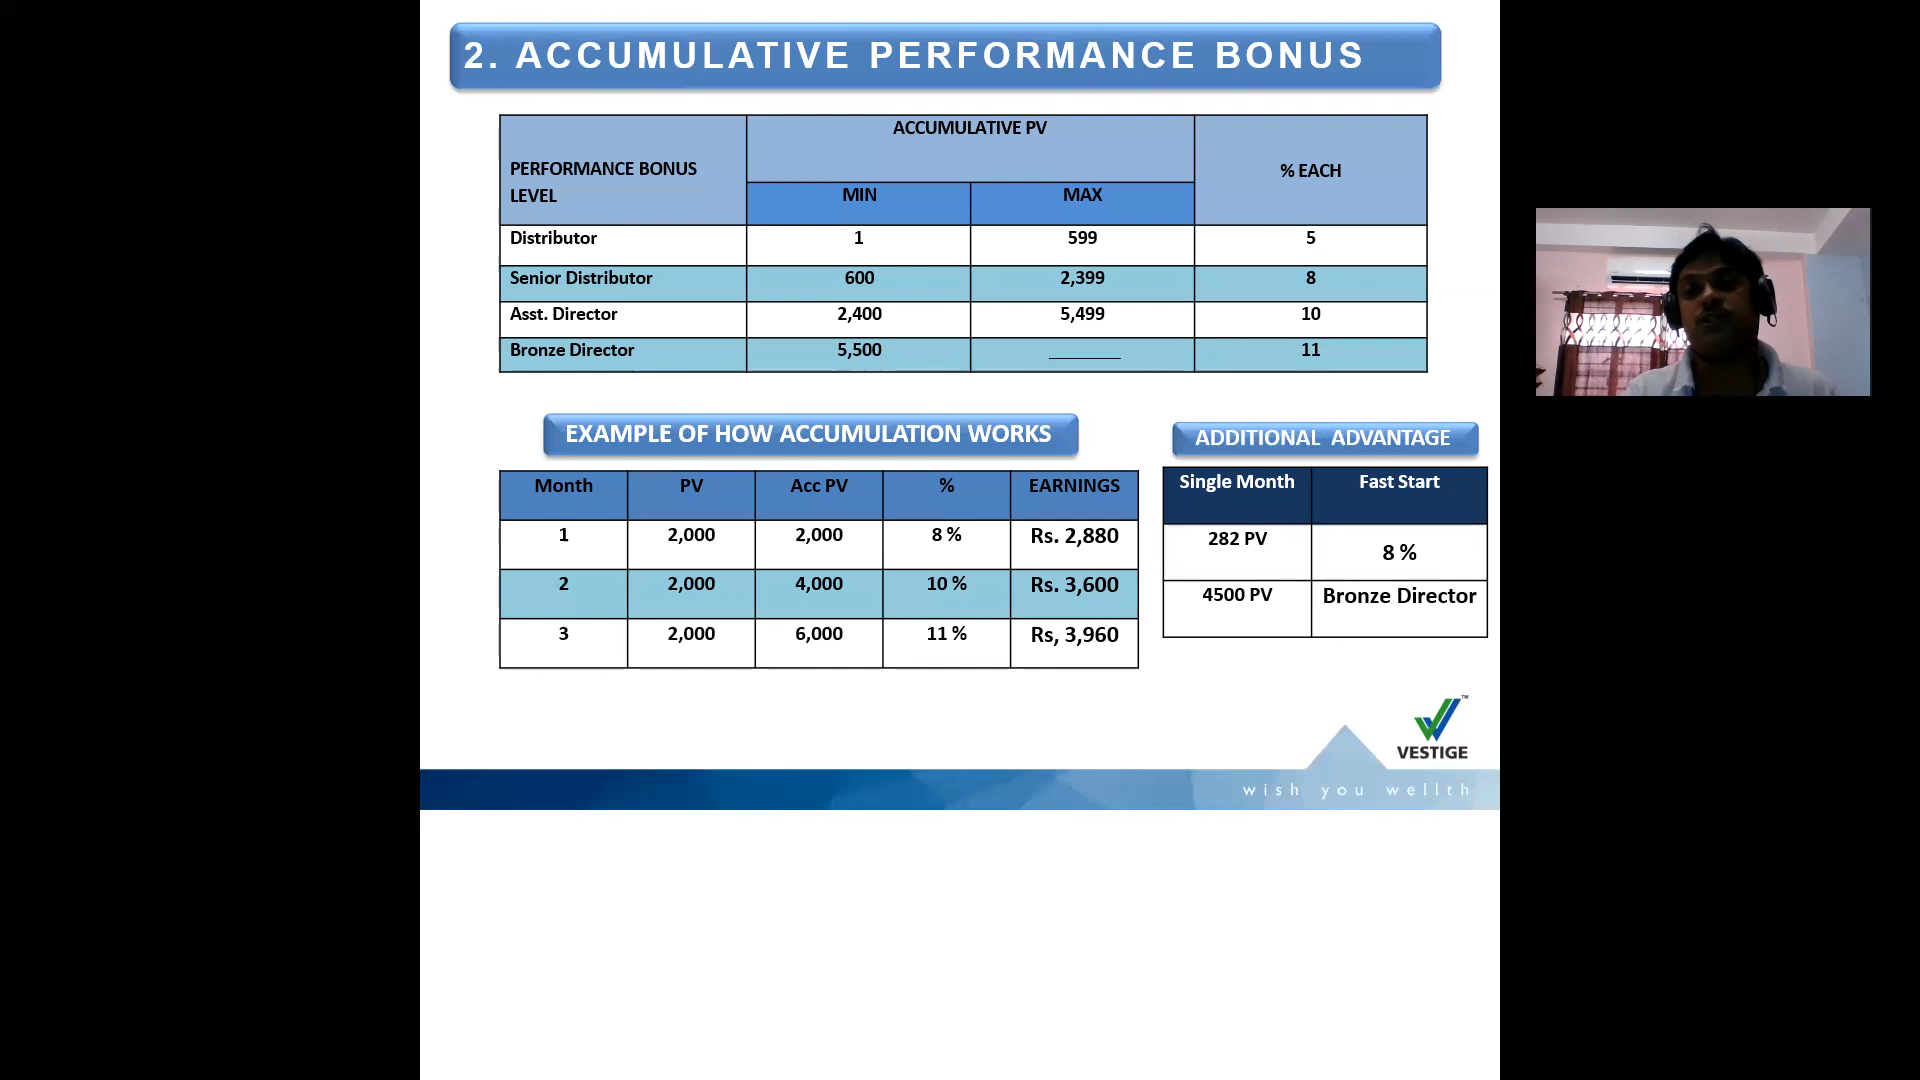 2. ACCUMULATIVE PERFORMANCE BONUS
PERFORMANCE BONUS LEVEL
ACCUMULATIVE PV
% EACH
MIN MAX
Distributor 1 599 5
Senior Distributor 600 2,399 8
Asst. Director 2,400 5,499 10
Bronze Director 5,500 ________ 11
EXAMPLE OF HOW ACCUMULATION WORKS
Month PV Acc PV % EARNINGS
1 2,000 2,000 8 % Rs. 2,880
2 2,000 4,000 10 % Rs. 3,600
3 2,000 6,000 11 % Rs, 3,960
ADDITIONAL ADVANTAGE
Single Month Fast Start
282 PV 8 %
4500 PV Bronze Director
VESTIGE
TM
wish you wellth